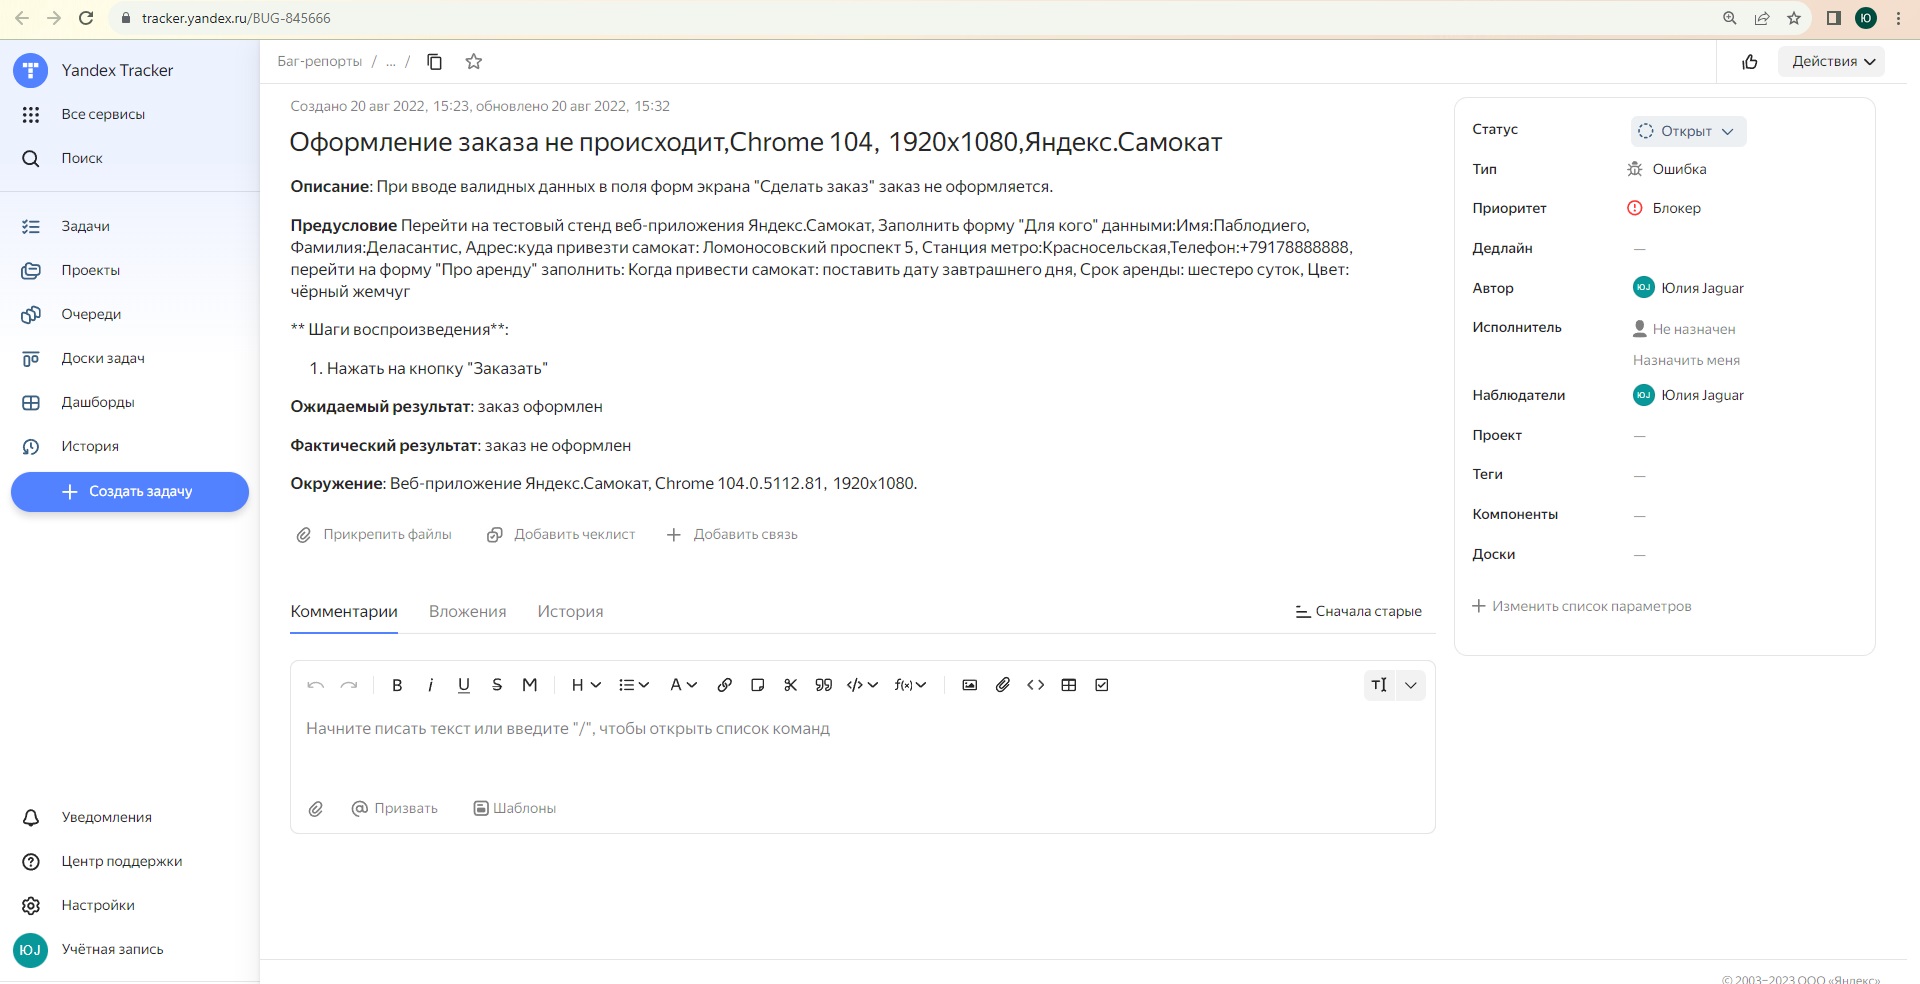 tracker.yandex.ru/BUG-845666
Ю
Yandex Tracker
Все сервисы
Поиск
Задачи
Проекты
Очереди
Доски задач
Дашборды
История
Создать задачу
Уведомления
Центр поддержки
Настройки
ЮJ Учётная запись
Баг-репорты / ... /
Действия
Создано 20 авг 2022, 15:23, обновлено 20 авг 2022, 15:32
Оформление заказа не происходит,Chrome 104, 1920x1080,Яндекс.Самокат
Описание: При вводе валидных данных в поля форм экрана "Сделать заказ" заказ не оформляется.
Предусловие Перейти на тестовый стенд веб-приложения Яндекс.Самокат, Заполнить форму "Для кого" данными:Имя:Паблодиего,
Фамилия:Деласантис, Адрес:куда привезти самокат: Ломоносовский проспект 5, Станция метро:Красносельская,Телефон:+79178888888,
перейти на форму "Про аренду" заполнить: Когда привести самокат: поставить дату завтрашнего дня, Срок аренды: шестеро суток, Цвет:
чёрный жемчуг
** Шаги воспроизведения**:
1. Нажать на кнопку "Заказать"
Ожидаемый результат: заказ оформлен
Фактический результат: заказ не оформлен
Окружение: Веб-приложение Яндекс.Самокат, Chrome 104.0.5112.81, 1920x1080.
Прикрепить файлы Добавить чеклист Добавить связь
Комментарии Вложения История Сначала старые
B i U S M H A f(x) TI
Начните писать текст или введите "/", чтобы открыть список команд
Призвать Шаблоны
Статус Открыт
Тип Ошибка
Приоритет Блокер
Дедлайн —
Автор ЮJ Юлия Jaguar
Исполнитель Не назначен
Назначить меня
Наблюдатели ЮJ Юлия Jaguar
Проект —
Теги —
Компоненты —
Доски —
Изменить список параметров
© 2003–2023 ООО «Яндекс»